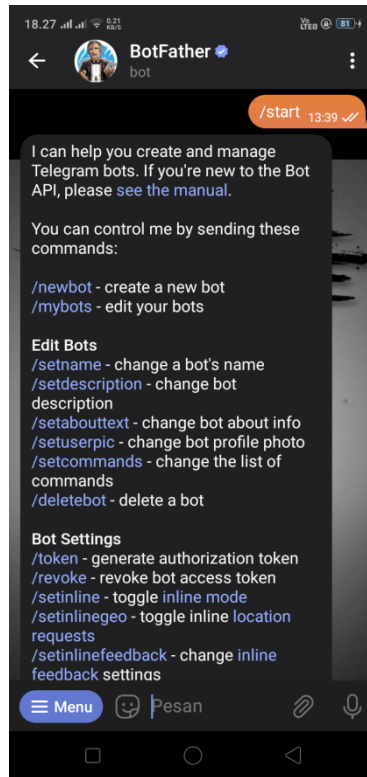 18.27 0.21 KB/S Vo LTE2 81
BotFather
bot
/start 13:39
I can help you create and manage
Telegram bots. If you're new to the Bot
API, please see the manual.
You can control me by sending these
commands:
/newbot - create a new bot
/mybots - edit your bots
Edit Bots
/setname - change a bot's name
/setdescription - change bot
description
/setabouttext - change bot about info
/setuserpic - change bot profile photo
/setcommands - change the list of
commands
/deletebot - delete a bot
Bot Settings
/token - generate authorization token
/revoke - revoke bot access token
/setinline - toggle inline mode
/setinlinegeo - toggle inline location
requests
/setinlinefeedback - change inline
feedback settings
Menu Pesan